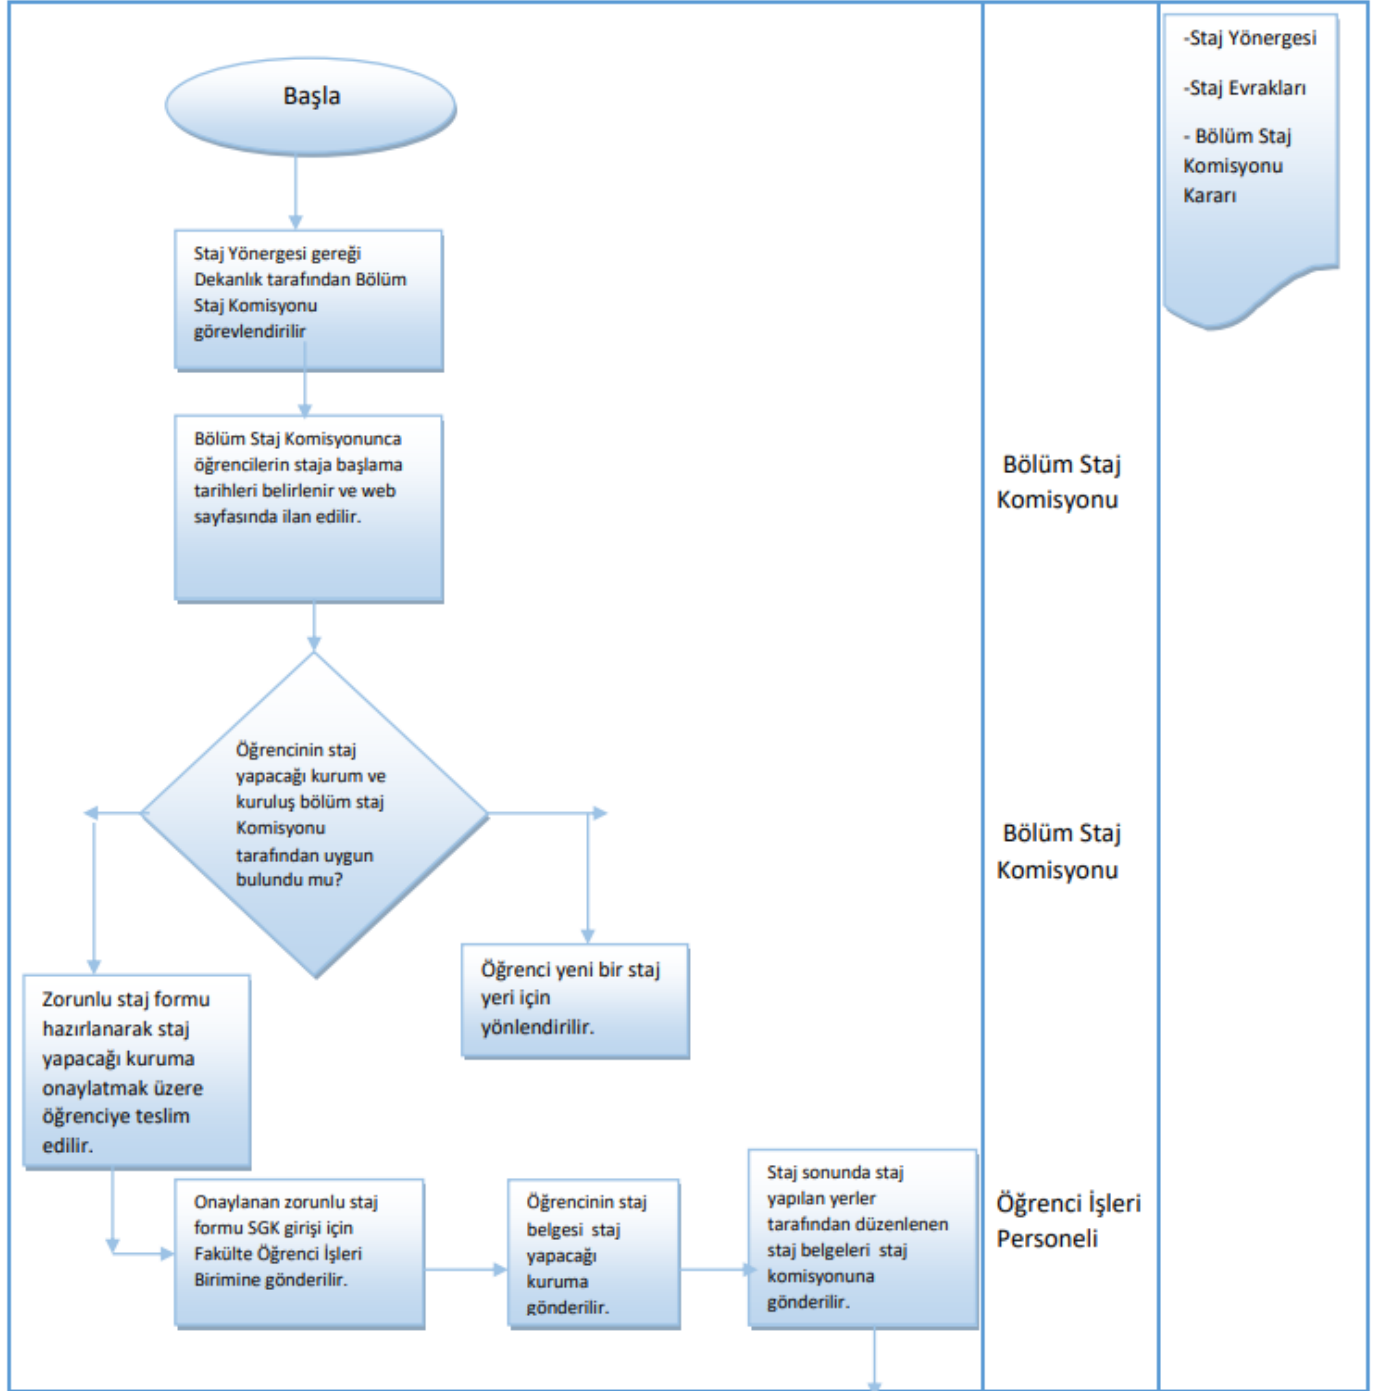 Başla
Staj Yönergesi gereği
Dekanlık tarafından Bölüm
Staj Komisyonu
görevlendirilir
Bölüm Staj Komisyonunca
öğrencilerin staja başlama
tarihleri belirlenir ve web
sayfasında ilan edilir.
Öğrencinin staj
yapacağı kurum ve
kuruluş bölüm staj
Komisyonu
tarafından uygun
bulundu mu?
Zorunlu staj formu
hazırlanarak staj
yapacağı kuruma
onaylatmak üzere
öğrenciye teslim
edilir.
Öğrenci yeni bir staj
yeri için
yönlendirilir.
Onaylanan zorunlu staj
formu SGK girişi için
Fakülte Öğrenci İşleri
Birimine gönderilir.
Öğrencinin staj
belgesi staj
yapacağı
kuruma
gönderilir.
Staj sonunda staj
yapılan yerler
tarafından düzenlenen
staj belgeleri staj
komisyonuna
gönderilir.
Bölüm Staj
Komisyonu
Bölüm Staj
Komisyonu
Öğrenci İşleri
Personeli
-Staj Yönergesi
-Staj Evrakları
- Bölüm Staj
Komisyonu
Kararı